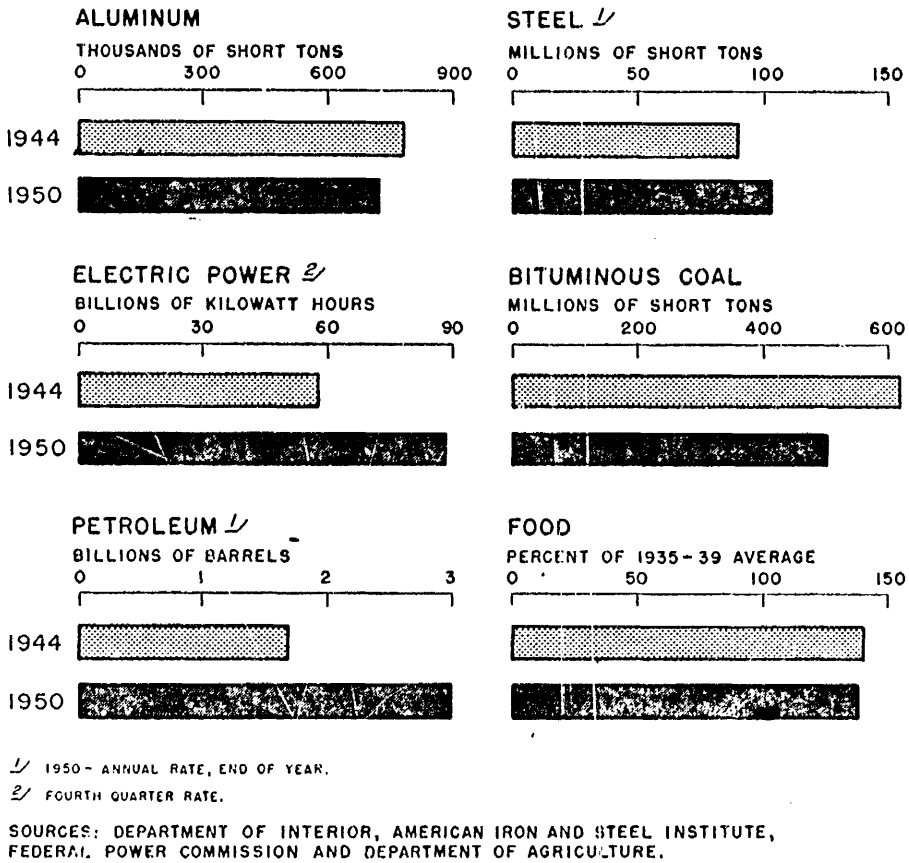 ALUMINUM
THOUSANDS OF SHORT TONS
0 300 600 900
1944
1950
STEEL 1/
MILLIONS OF SHORT TONS
0 50 100 150
ELECTRIC POWER 2/
BILLIONS OF KILOWATT HOURS
0 30 60 90
1944
1950
BITUMINOUS COAL
MILLIONS OF SHORT TONS
0 200 400 600
PETROLEUM 1/
BILLIONS OF BARRELS
0 1 2 3
1944
1950
FOOD
PERCENT OF 1935-39 AVERAGE
0 50 100 150
1/ 1950- ANNUAL RATE, END OF YEAR.
2/ FOURTH QUARTER RATE.
SOURCES: DEPARTMENT OF INTERIOR, AMERICAN IRON AND STEEL INSTITUTE,
FEDERAL POWER COMMISSION AND DEPARTMENT OF AGRICULTURE.